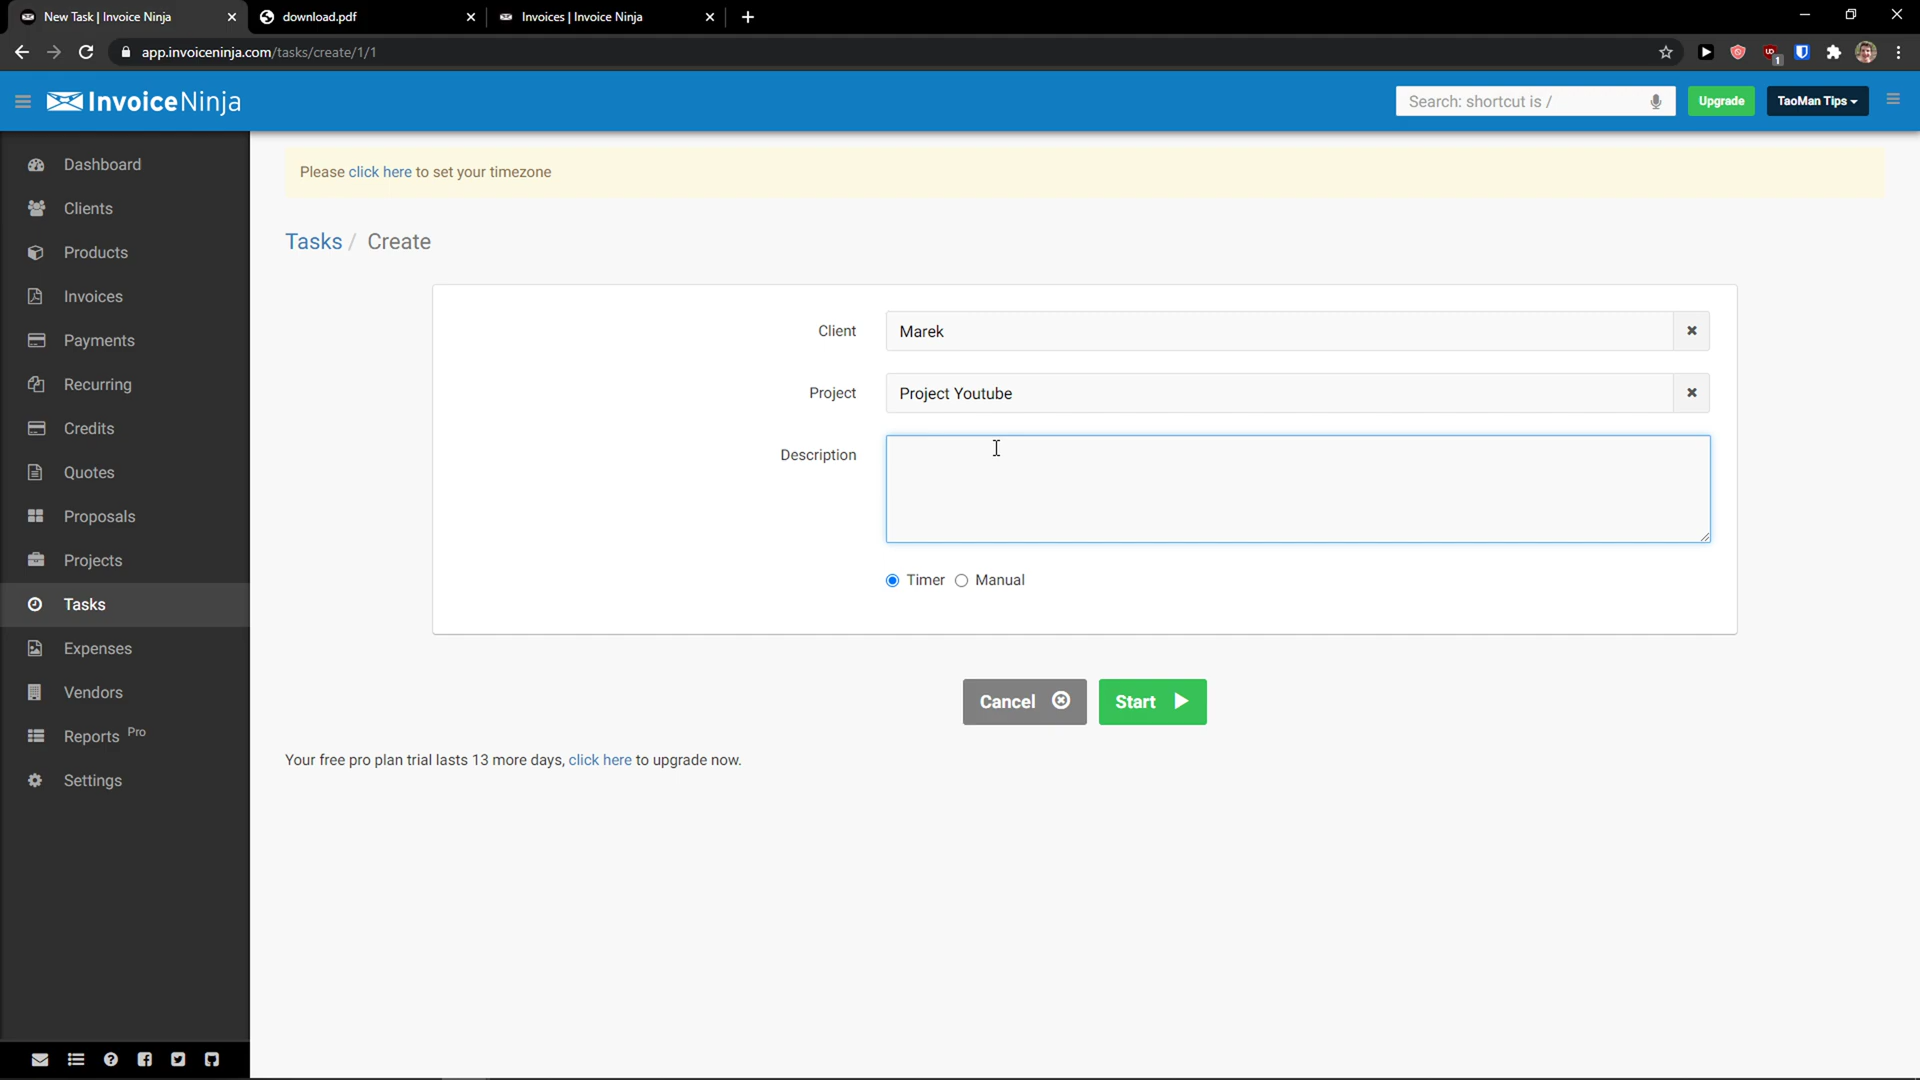 New Task | Invoice Ninja
download.pdf
Invoices | Invoice Ninja
app.invoiceninja.com/tasks/create/1/1
1
InvoiceNinja
Search: shortcut is /
Upgrade
TaoMan Tips
Dashboard
Clients
Products
Invoices
Payments
Recurring
Credits
Quotes
Proposals
Projects
Tasks
Expenses
Vendors
Reports Pro
Settings
Please click here to set your timezone
Tasks / Create
Client
Marek
Project
Project Youtube
Description
Timer
Manual
Cancel
Start
Your free pro plan trial lasts 13 more days, click here to upgrade now.